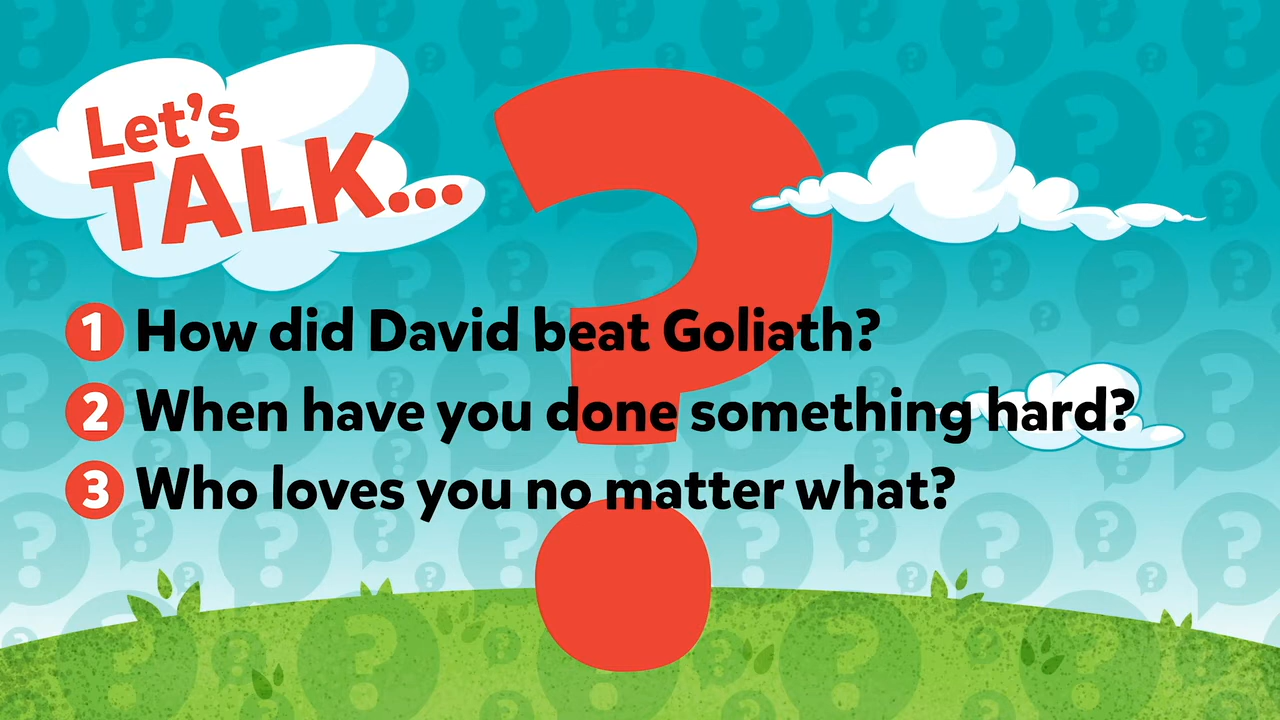 Let's
TALK...
1 How did David beat Goliath?
2 When have you done something hard?
3 Who loves you no matter what?